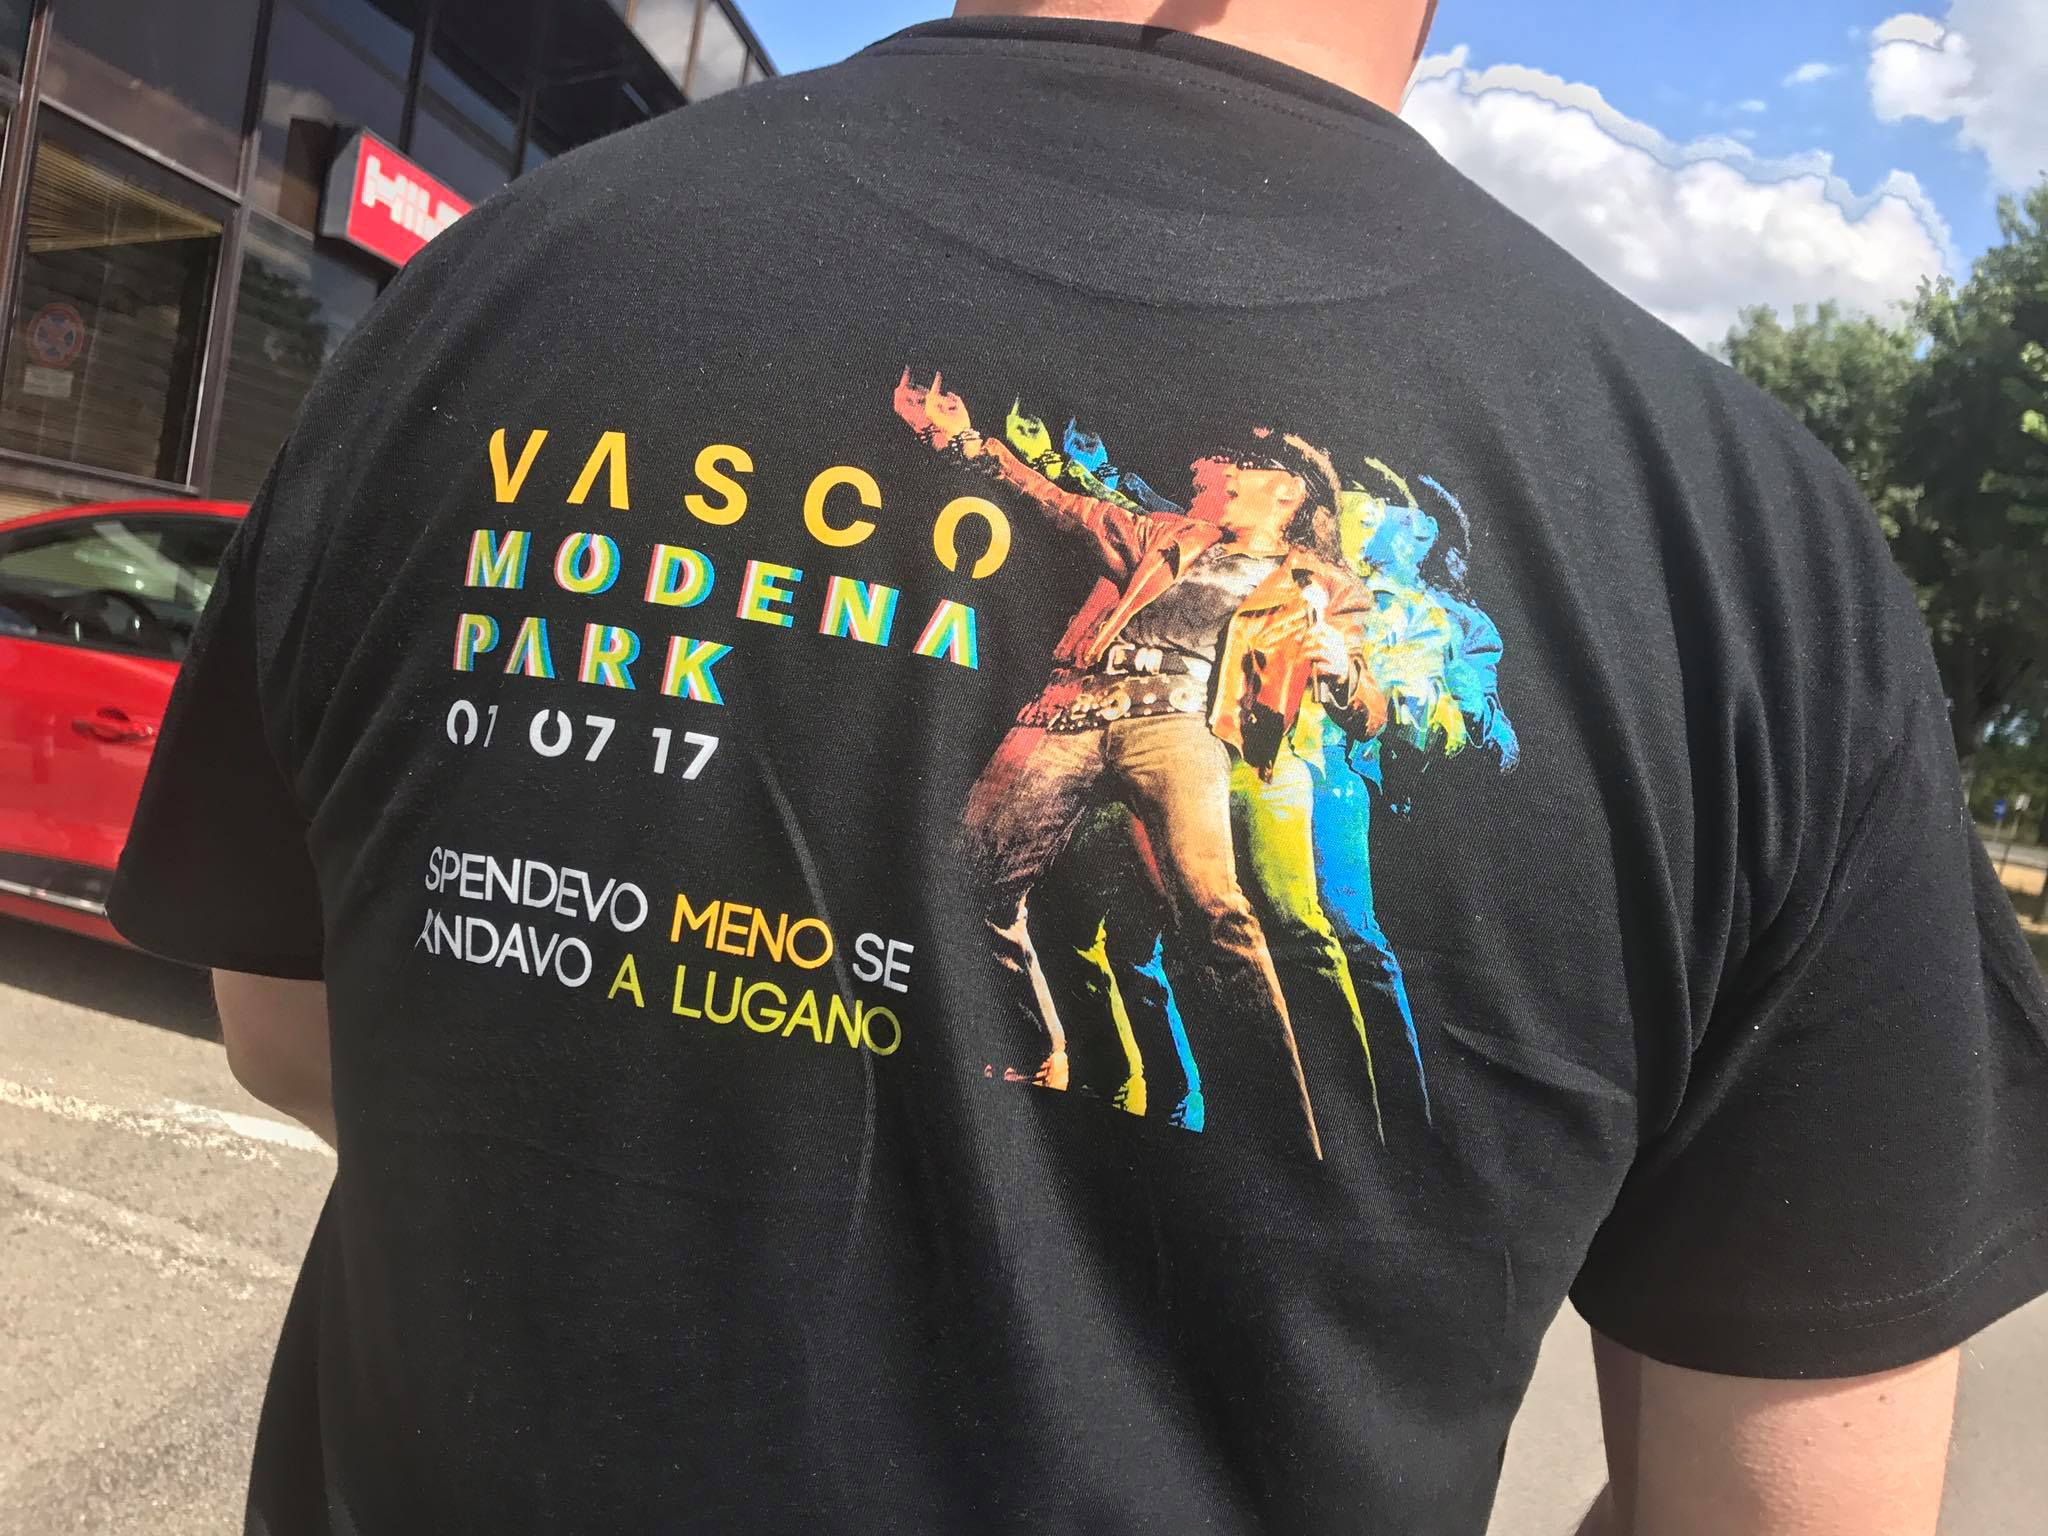 VASCO
MODENA
PARK
01 07 17
SPENDEVO MENO SE
ANDAVO A LUGANO